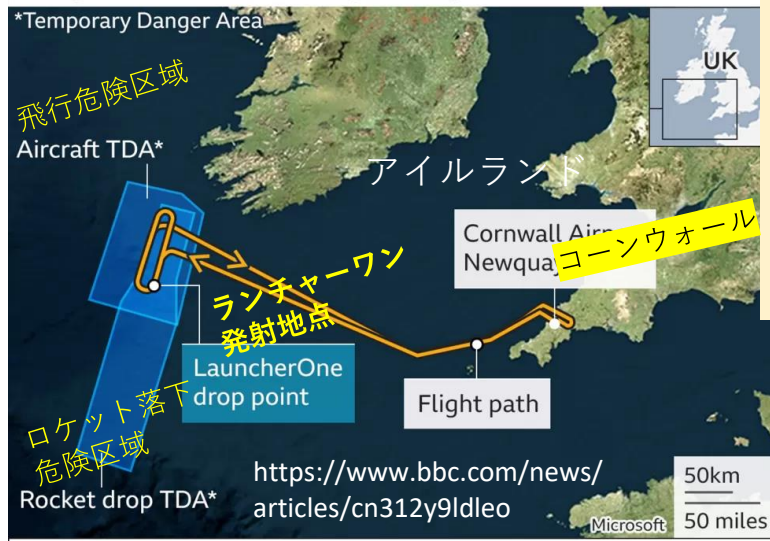 *Temporary Danger Area
UK
飛行危険区域
Aircraft TDA*
アイルランド
Cornwall
Newquay
コーンウォール
ランチャーワン
発射地点
LauncherOne
drop point
Flight path
ロケット落下
危険区域
Rocket drop TDA*
https://www.bbc.com/news/
articles/cn312y9ldleo
Microsoft
50km
50 miles